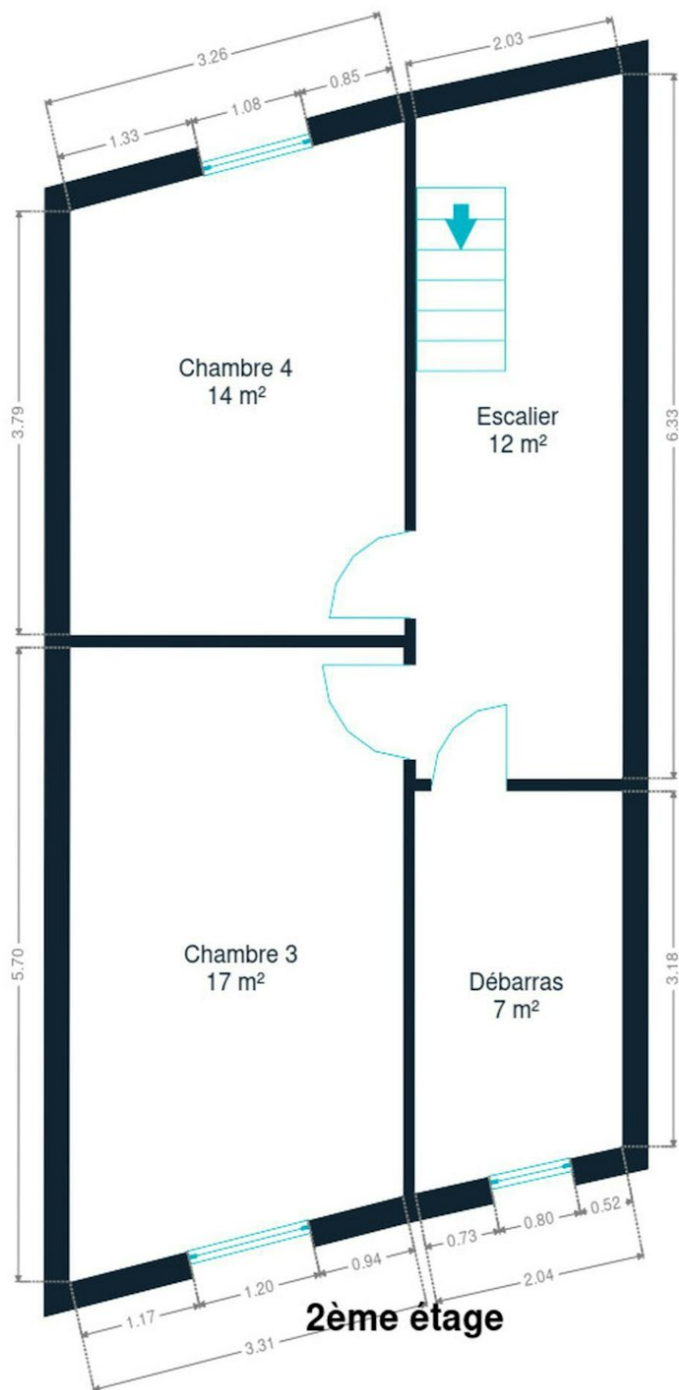 3.26
2.03
1.33
1.08
0.85
3.79
6.33
Chambre 4
14 m²
Escalier
12 m²
5.70
3.18
Chambre 3
17 m²
Débarras
7 m²
1.17
1.20
0.94
3.31
0.73
0.80
0.52
2.04
2ème étage